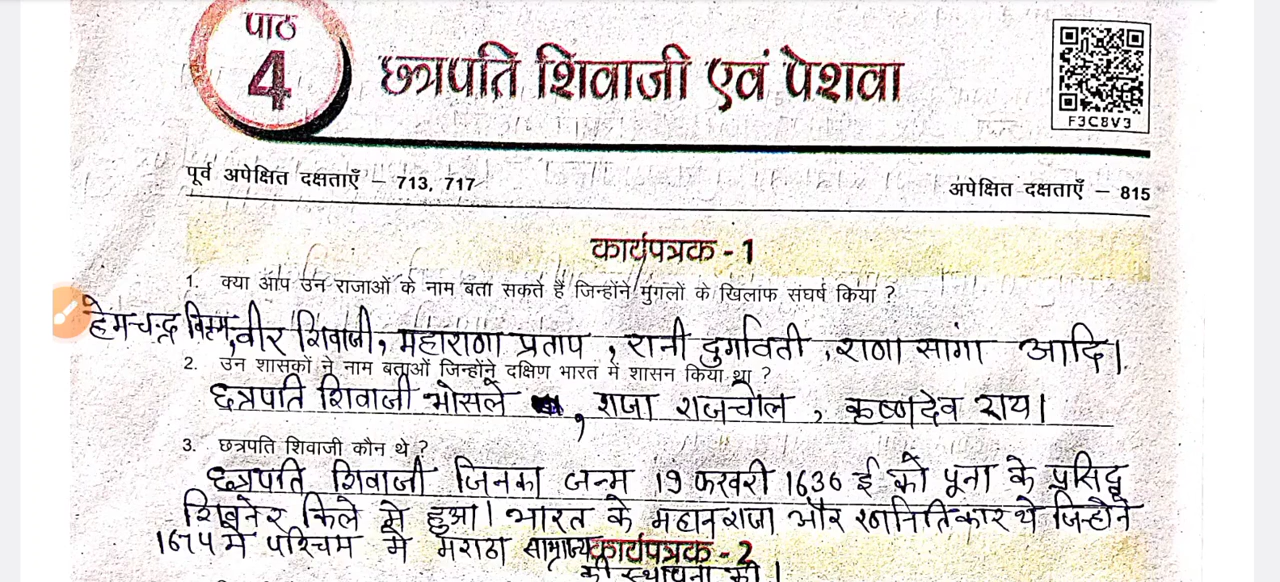 पाठ
4
छत्रपति शिवाजी एवं पेशवा
F3C8V3
पूर्व अपेक्षित दक्षताएँ – 713, 717
अपेक्षित दक्षताएँ – 815
कार्यपत्रक - 1
1. क्या आप उन राजाओं के नाम बता सकते हैं जिन्होंने मुगलों के खिलाफ संघर्ष किया ?
हेमचन्द्र विक्रम, वीर शिवाजी, महाराणा प्रताप , रानी दुर्गावती , राणा सांगा आदि।
2. उन शासकों ने नाम बताओं जिन्होंने दक्षिण भारत में शासन किया था ?
छत्रपति शिवाजी भोसले , राजा राजचोल , कृष्णदेव राय।
3. छत्रपति शिवाजी कौन थे ?
छत्रपति शिवाजी जिनका जन्म 19 फरवरी 1630 ई को पूना के प्रसिद्ध
शिवनेर किले में हुआ। भारत के महान राजा और रणनितिकार थे जिन्होंने
1674 में पश्चिम में मराठा साम्राज्य
की स्थापना की।
कार्यपत्रक - 2